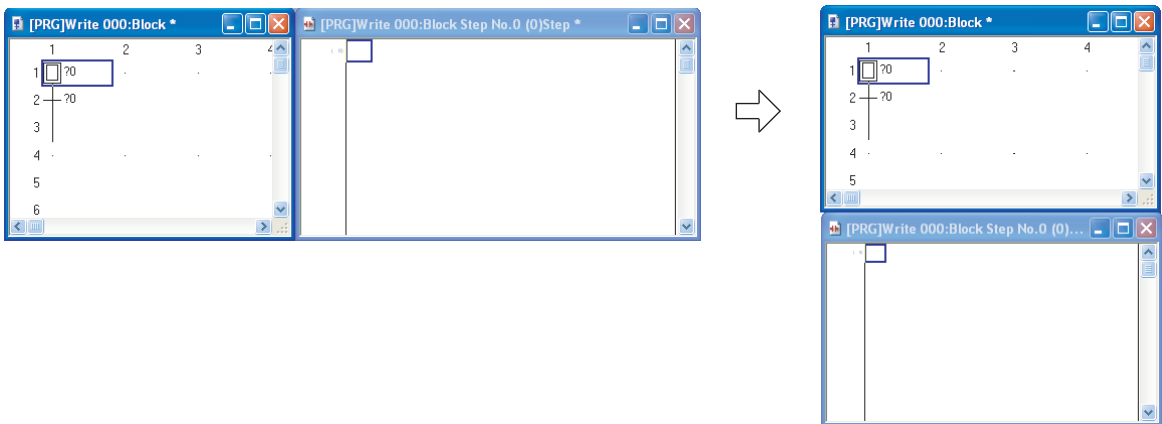 [PRG]Write 000:Block *
1 2 3 4
1 ?0
2 ?0
3
4
5
6
[PRG]Write 000:Block Step No.0 (0)Step *
[PRG]Write 000:Block *
1 2 3 4
1 ?0
2 ?0
3
4
5
[PRG]Write 000:Block Step No.0 (0)...